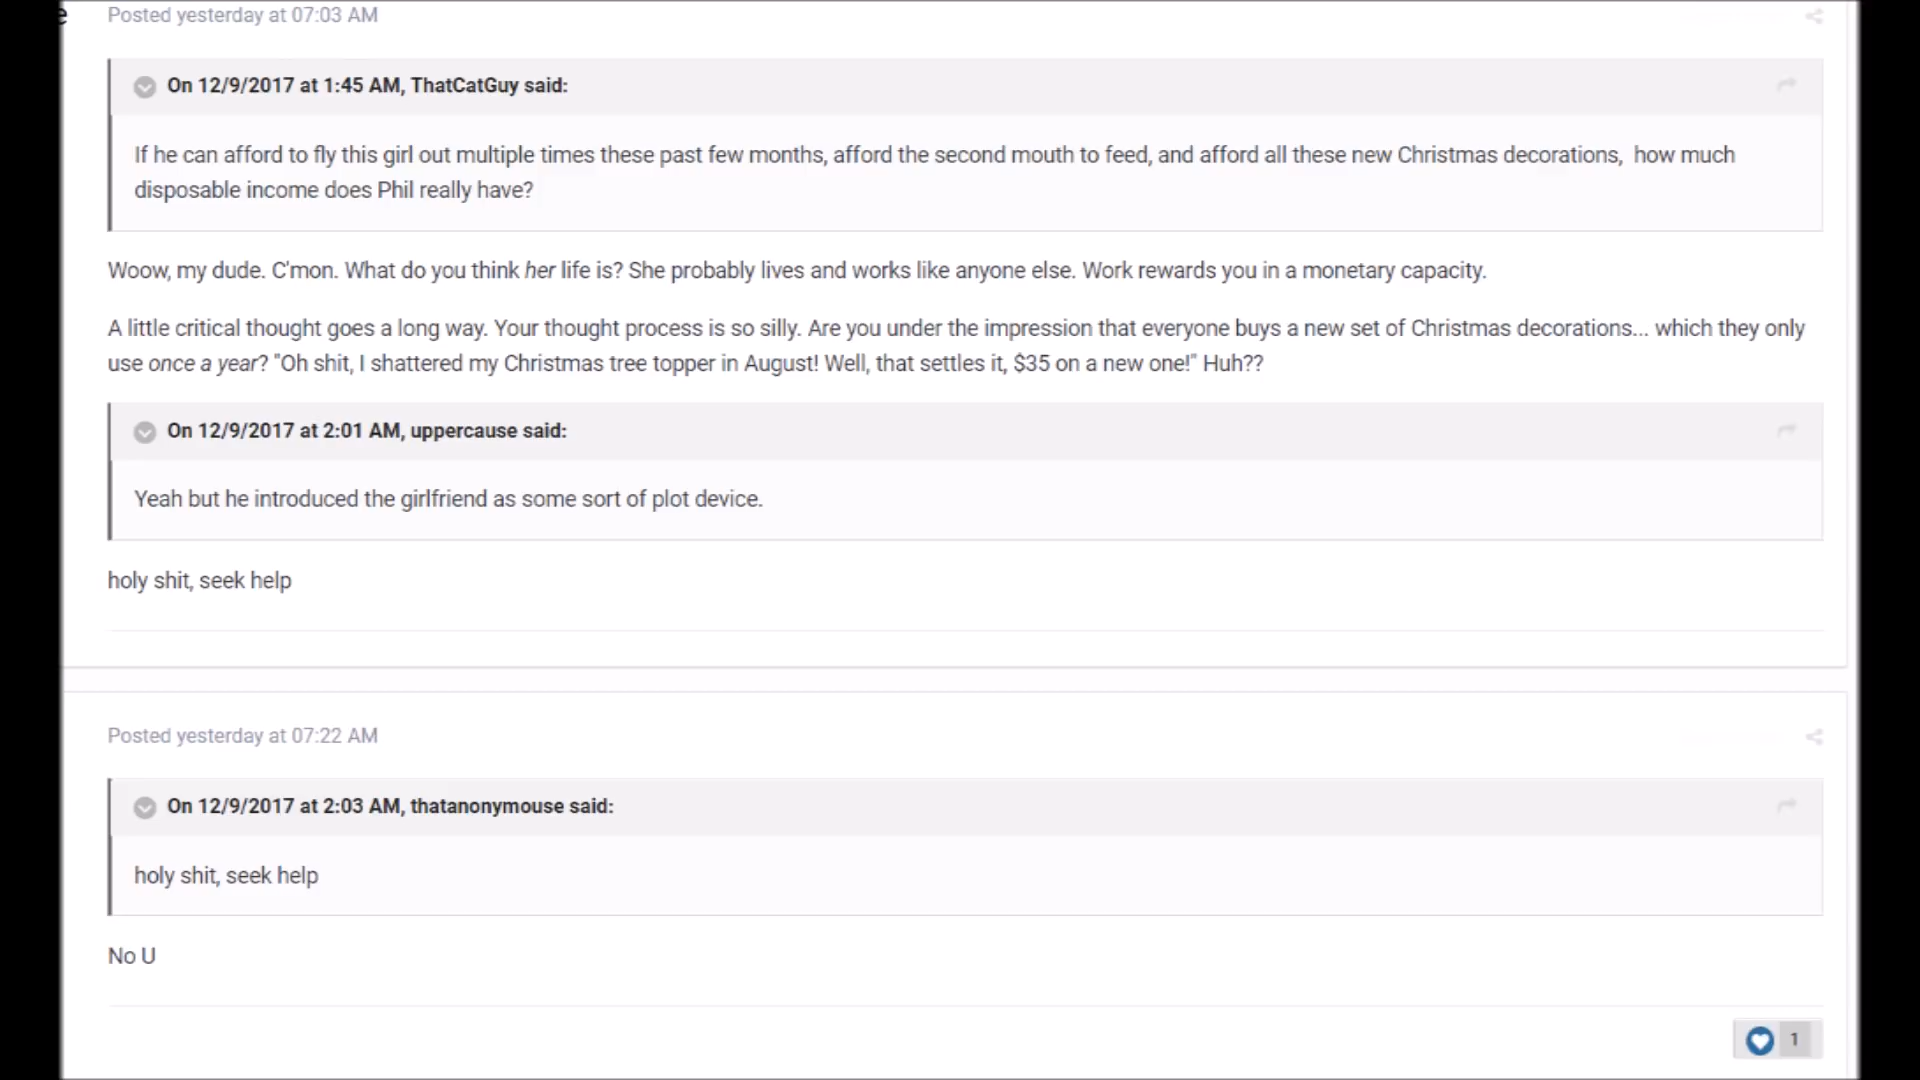 e
Posted yesterday at 07:03 AM
On 12/9/2017 at 1:45 AM, ThatCatGuy said:
If he can afford to fly this girl out multiple times these past few months, afford the second mouth to feed, and afford all these new Christmas decorations, how much
disposable income does Phil really have?
Woow, my dude. C'mon. What do you think her life is? She probably lives and works like anyone else. Work rewards you in a monetary capacity.
A little critical thought goes a long way. Your thought process is so silly. Are you under the impression that everyone buys a new set of Christmas decorations... which they only
use once a year? "Oh shit, I shattered my Christmas tree topper in August! Well, that settles it, $35 on a new one!" Huh??
On 12/9/2017 at 2:01 AM, uppercause said:
Yeah but he introduced the girlfriend as some sort of plot device.
holy shit, seek help
Posted yesterday at 07:22 AM
On 12/9/2017 at 2:03 AM, thatanonymouse said:
holy shit, seek help
No U
1